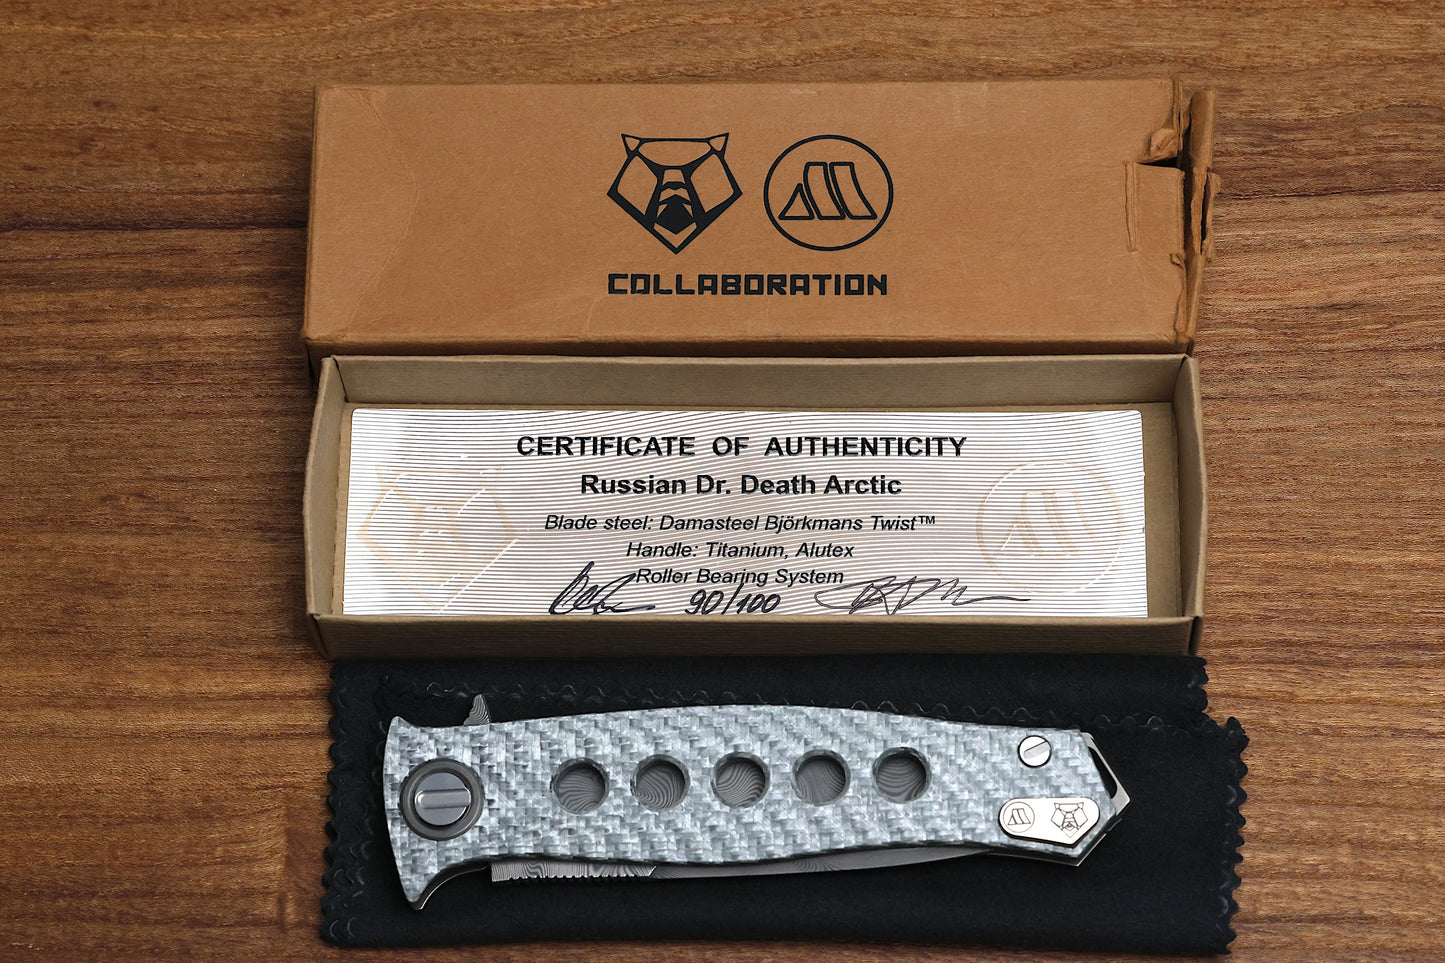 COLLABORATION
CERTIFICATE OF AUTHENTICITY
Russian Dr. Death Arctic
Blade steel: Damasteel Björkmans Twist™
Handle: Titanium, Alutex
Roller Bearing System
90/100